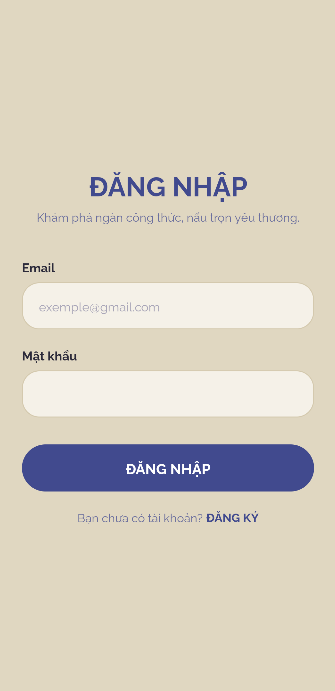 ĐĂNG NHẬP
Khám phá ngàn công thức, nấu trọn yêu thương.
Email
exemple@gmail.com
Mật khẩu
ĐĂNG NHẬP
Bạn chưa có tài khoản? ĐĂNG KÝ